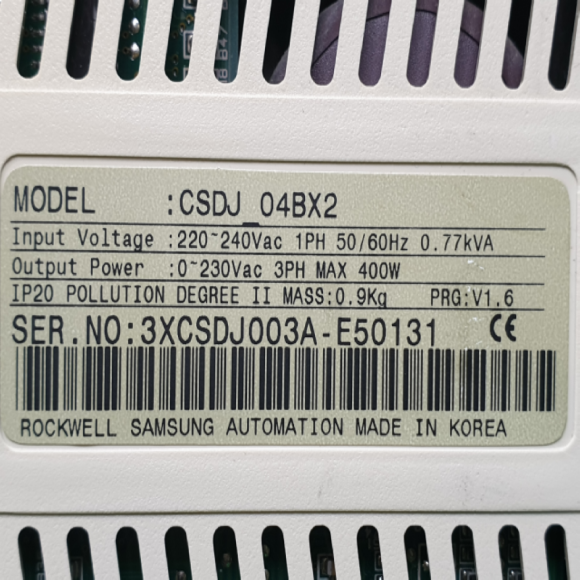 MODEL :CSDJ_04BX2
Input Voltage :220~240Vac 1PH 50/60Hz 0.77kVA
Output Power :0~230Vac 3PH MAX 400W
IP20 POLLUTION DEGREE II MASS:0.9Kg PRG:V1.6
SER.NO:3XCSDJ003A-E50131 CE
ROCKWELL SAMSUNG AUTOMATION MADE IN KOREA